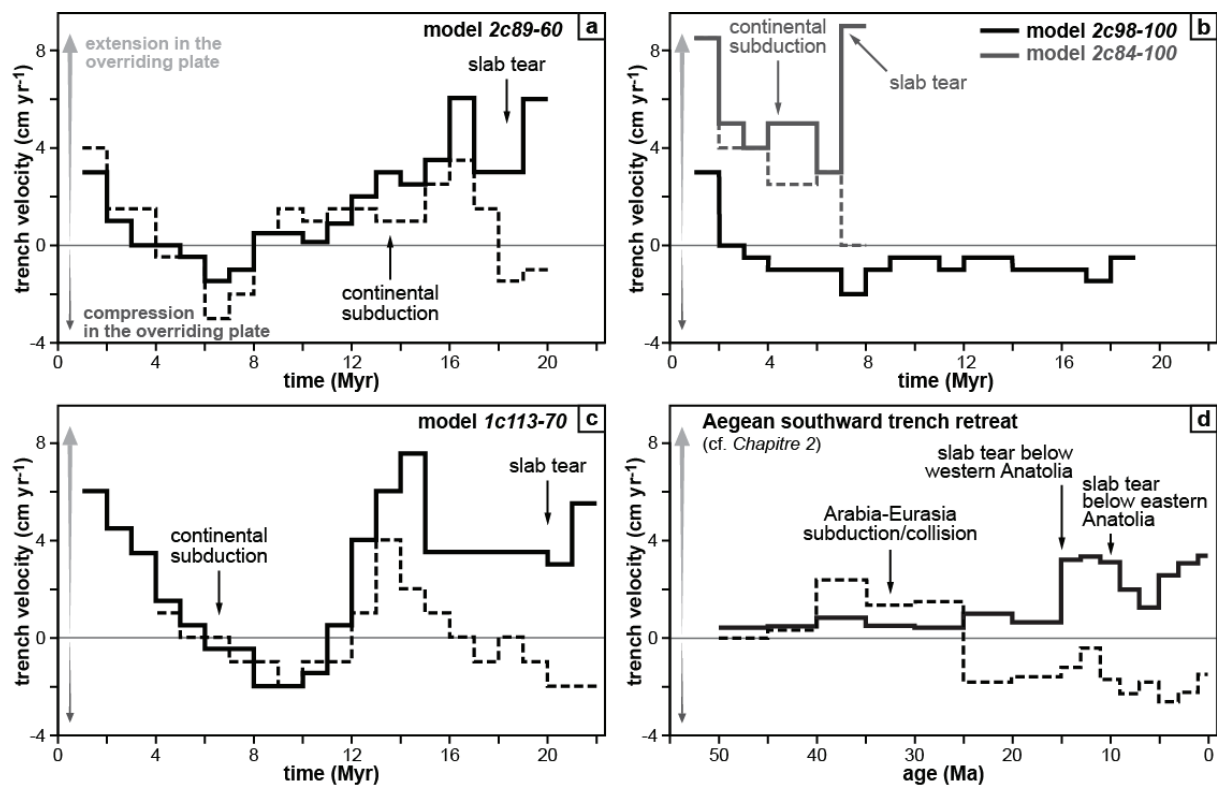 model 2c89-60
a
extension in the
overriding plate
slab tear
continental
subduction
compression
in the overriding plate
trench velocity (cm yr-1)
8
4
0
-4
0
4
8
12
16
20
time (Myr)
b
model 2c98-100
model 2c84-100
continental
subduction
slab tear
trench velocity (cm yr-1)
8
4
0
-4
0
4
8
12
16
20
time (Myr)
model 1c113-70
c
slab tear
continental
subduction
trench velocity (cm yr-1)
8
4
0
-4
0
4
8
12
16
20
time (Myr)
Aegean southward trench retreat
d
(cf. Chapitre 2)
slab tear below
western Anatolia
slab tear
below eastern
Anatolia
Arabia-Eurasia
subduction/collision
trench velocity (cm yr-1)
8
4
0
-4
50
40
30
20
10
0
age (Ma)